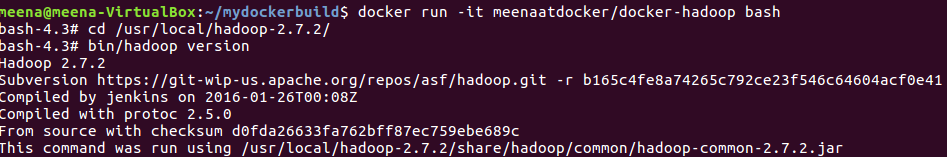 meena@meena-VirtualBox:~/mydockerbuild$ docker run -it meenaatdocker/docker-hadoop bash
bash-4.3# cd /usr/local/hadoop-2.7.2/
bash-4.3# bin/hadoop version
Hadoop 2.7.2
Subversion https://git-wip-us.apache.org/repos/asf/hadoop.git -r b165c4fe8a74265c792ce23f546c64604acf0e41
Compiled by jenkins on 2016-01-26T00:08Z
Compiled with protoc 2.5.0
From source with checksum d0fda26633fa762bff87ec759ebe689c
This command was run using /usr/local/hadoop-2.7.2/share/hadoop/common/hadoop-common-2.7.2.jar